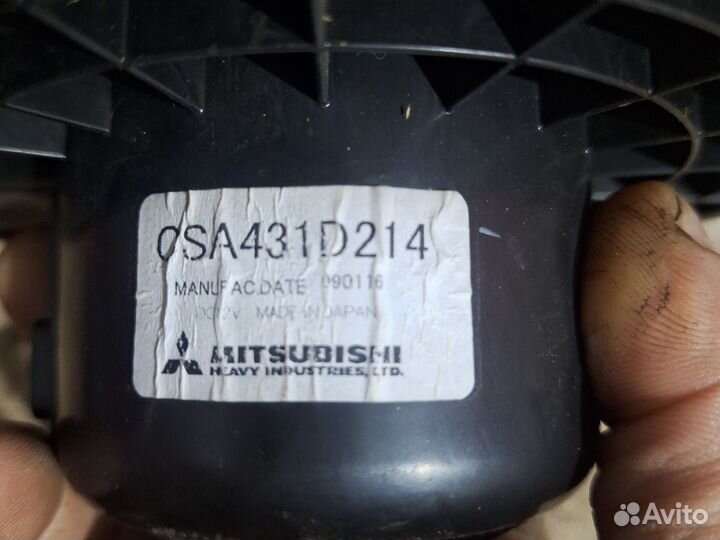 CSA431D214
MANUFAC.DATE 090116
DC12V MADE IN JAPAN
MITSUBISHI
HEAVY INDUSTRIES, LTD.
Avito